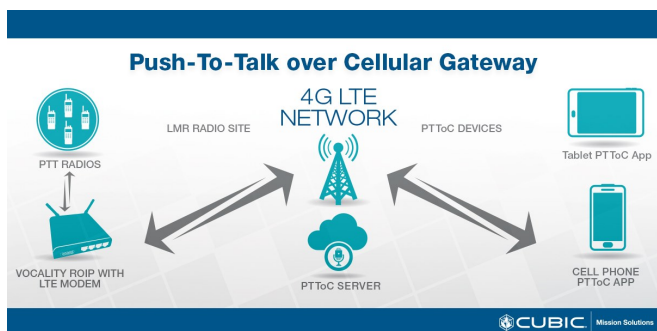 Push-To-Talk over Cellular Gateway
4G LTE
NETWORK
LMR RADIO SITE
PTToC DEVICES
PTT RADIOS
Tablet PTToC App
VOCALITY ROIP WITH
LTE MODEM
PTToC SERVER
CELL PHONE
PTToC APP
CUBIC
Mission Solutions